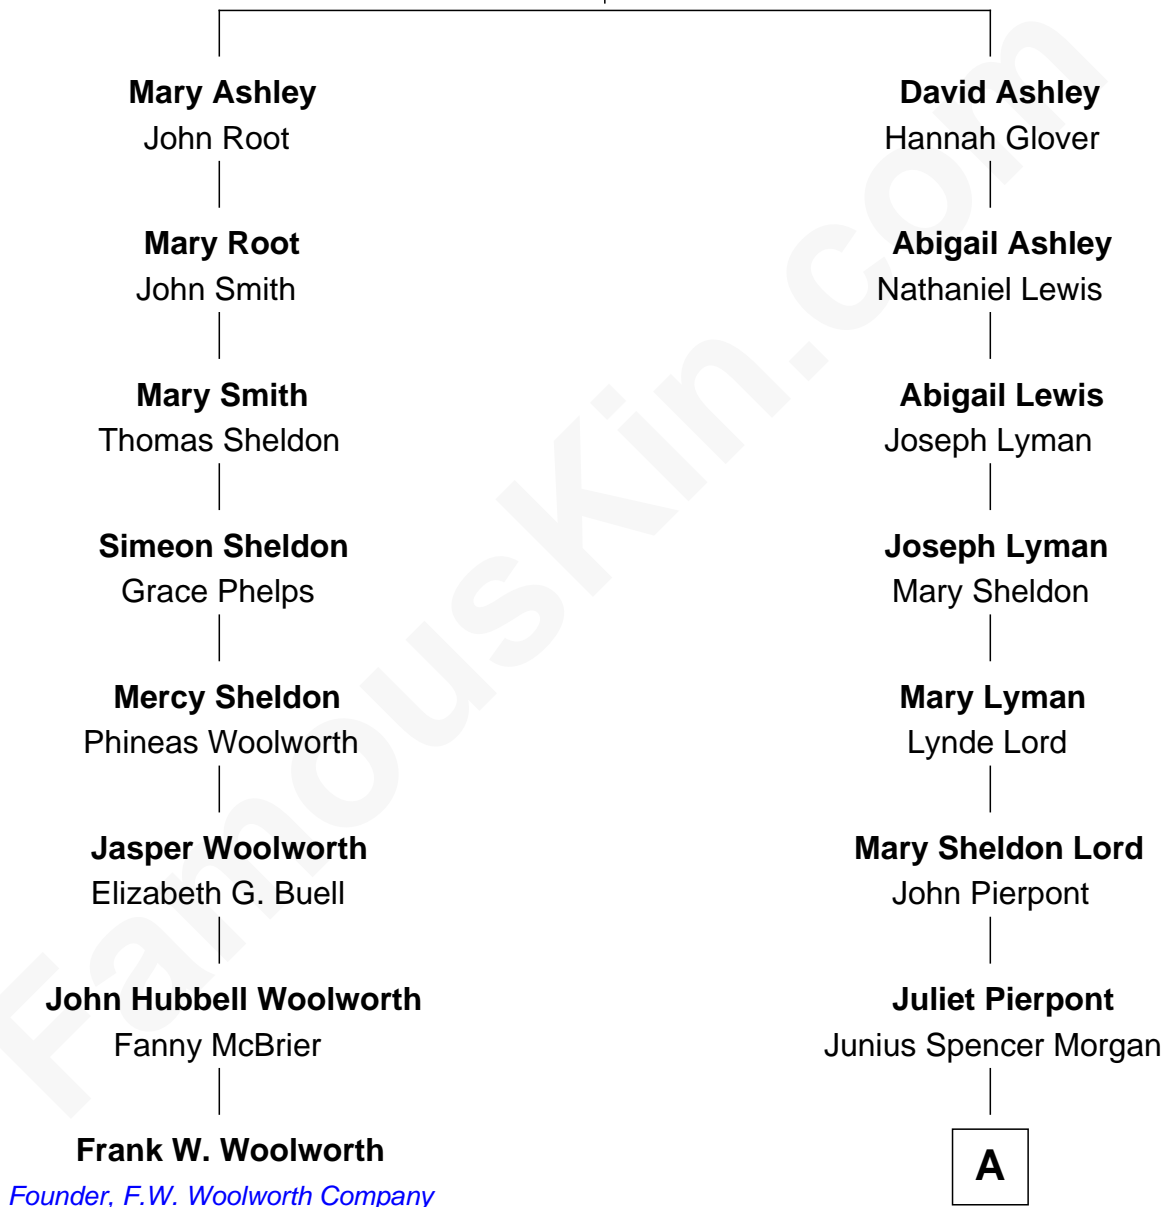 Mary Ashley
John Root
David Ashley
Hannah Glover
Mary Root
John Smith
Abigail Ashley
Nathaniel Lewis
Mary Smith
Thomas Sheldon
Abigail Lewis
Joseph Lyman
Simeon Sheldon
Grace Phelps
Joseph Lyman
Mary Sheldon
Mercy Sheldon
Phineas Woolworth
Mary Lyman
Lynde Lord
Jasper Woolworth
Elizabeth G. Buell
Mary Sheldon Lord
John Pierpont
John Hubbell Woolworth
Fanny McBrier
Juliet Pierpont
Junius Spencer Morgan
Frank W. Woolworth
Founder, F.W. Woolworth Company
A
FamousKin.com